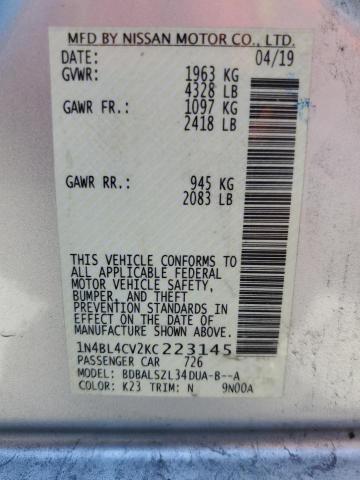 MFD BY NISSAN MOTOR CO., LTD.
DATE: 04/19
GVWR: 1963 KG
4328 LB
GAWR FR.: 1097 KG
2418 LB
GAWR RR.: 945 KG
2083 LB
THIS VEHICLE CONFORMS TO
ALL APPLICABLE FEDERAL
MOTOR VEHICLE SAFETY,
BUMPER, AND THEFT
PREVENTION STANDARDS IN
EFFECT ON THE DATE OF
MANUFACTURE SHOWN ABOVE.
1N4BL4CV2KC223145
PASSENGER CAR 726
MODEL: BDBALSZL34DUA-B--A
COLOR: K23 TRIM: N 9N00A